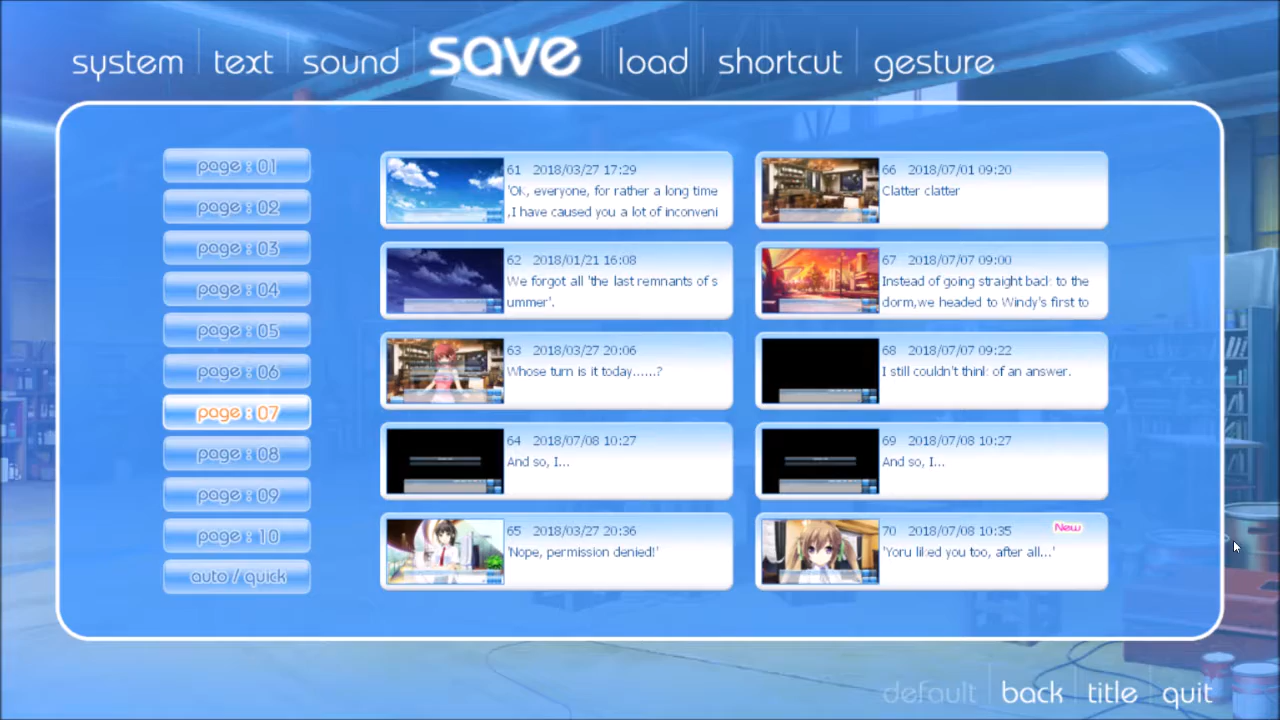 system text sound save load shortcut gesture
page : 01
page : 02
page : 03
page : 04
page : 05
page : 06
page : 07
page : 08
page : 09
page : 10
auto / quick
61 2018/03/27 17:29
'OK, everyone, for rather a long time
,I have caused you a lot of inconveni
62 2018/01/21 16:08
We forgot all 'the last remnants of s
ummer'.
63 2018/03/27 20:06
Whose turn is it today......?
64 2018/07/08 10:27
And so, I...
65 2018/03/27 20:36
'Nope, permission denied!'
66 2018/07/01 09:20
Clatter clatter
67 2018/07/07 09:00
Instead of going straight back to the
dorm,we headed to Windy's first to
68 2018/07/07 09:22
I still couldn't think of an answer.
69 2018/07/08 10:27
And so, I...
70 2018/07/08 10:35 New
'Yoru liked you too, after all...'
default back title quit